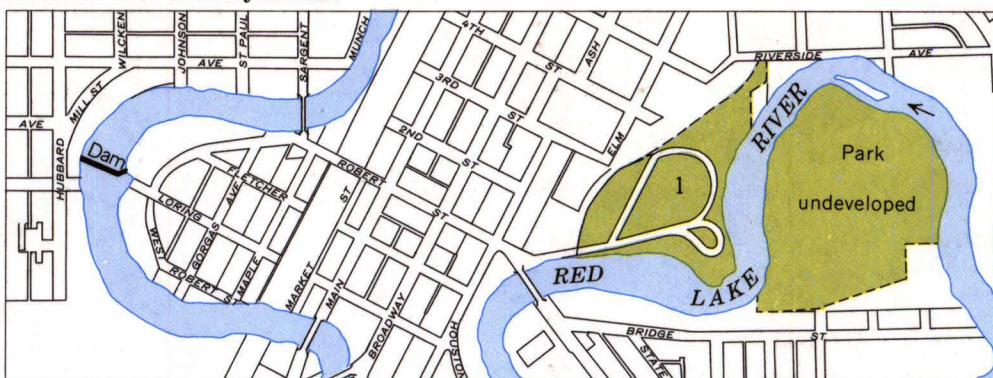 WILCKEN
JOHNSON
ST PAUL
SARGENT
MUNCH
MILL ST
AVE
AVE
HUBBARD
Dam
LORING
WEST
GORGAS
AVE
FLETCHER
MAPLE
ROBERT ST
ROBERT ST
MARKET
MAIN
ST
BROADWAY
HOUSTON
2ND ST
3RD ST
4TH ST
ASH
ELM
RIVERSIDE AVE
RED LAKE RIVER
1
Park
undeveloped
BRIDGE ST
STATE